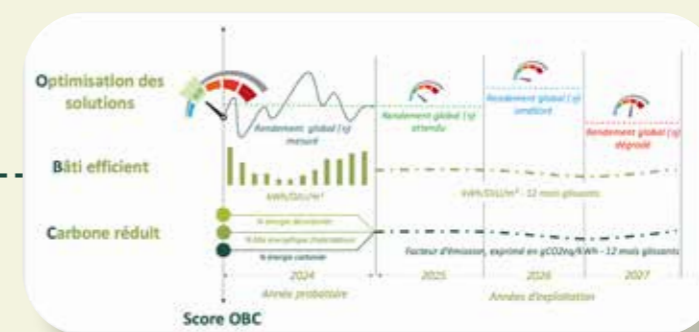 Optimisation des
solutions
Rendement global (η)
mesuré
Rendement global (η)
attendu
Rendement global (η)
amélioré
Rendement global (η)
dégradé
Bâti efficient
kWh/DJU/m²
kWh/DJU/m² - 12 mois glissants
Carbone réduit
% énergie décarbonée
% énergie carbonée
Facteur d'émission, exprimé en gCO2eq/KWh - 12 mois glissants
2024
2025
2026
2027
Année probatoire
Années d'exploitation
Score OBC